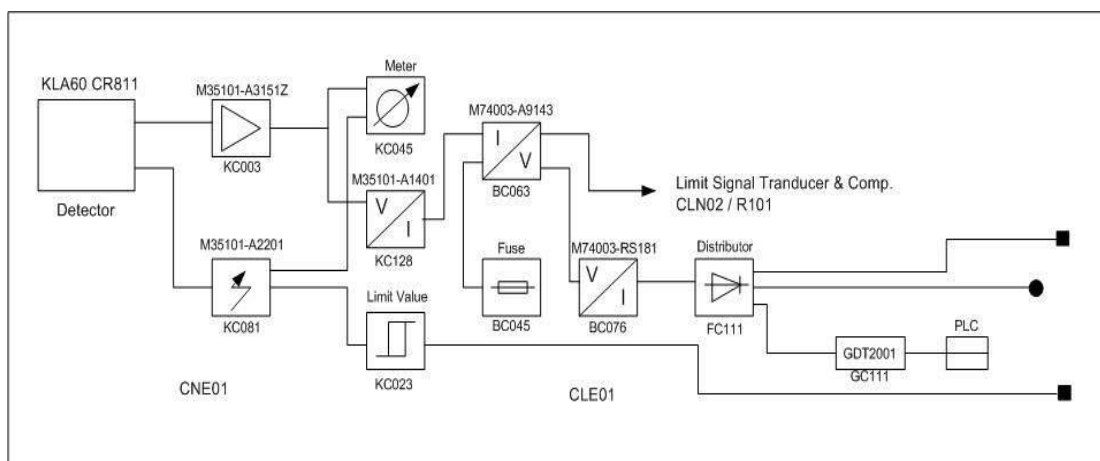 KLA60 CR811
Detector
M35101-A3151Z
KC003
M35101-A2201
KC081
CNE01
Meter
KC045
M35101-A1401
V
I
KC128
Limit Value
KC023
M74003-A9143
I
V
BC063
Fuse
BC045
Limit Signal Tranducer & Comp.
CLN02 / R101
M74003-RS181
V
I
BC076
Distributor
FC111
GDT2001
GC111
PLC
CLE01